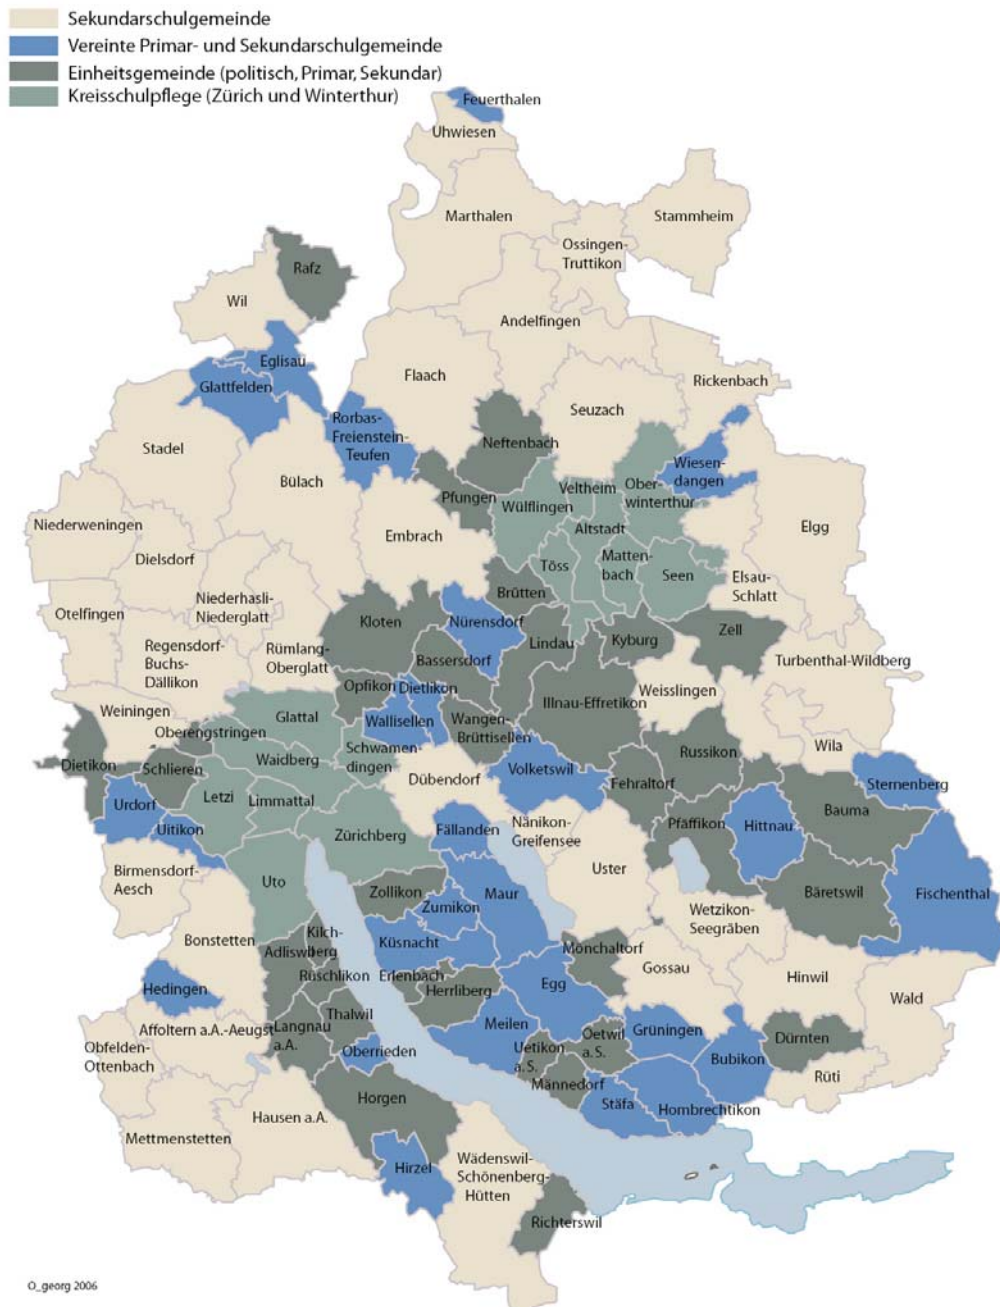 Sekundarschulgemeinde
Vereinte Primar- und Sekundarschulgemeinde
Einheitsgemeinde (politisch, Primar, Sekundar)
Kreisschulpflege (Zürich und Winterthur)
Feuerthalen
Uhwiesen
Marthalen
Stammheim
Ossingen-
Truttikon
Rafz
Wil
Andelfingen
Eglisau
Glattfelden
Flaach
Rickenbach
Seuzach
Rorbas-
Freienstein-
Teufen
Stadel
Neftenbach
Wiesen-
dangen
Bülach
Pfungen
Veltheim
Ober-
winterthur
Wülflingen
Niederweningen
Embrach
Altstadt
Elgg
Dielsdorf
Töss
Matten-
bach
Seen
Elsau-
Schlatt
Brütten
Niederhasli-
Niederglatt
Otelfingen
Kloten
Nürensdorf
Lindau
Kyburg
Zell
Regensdorf-
Buchs-
Dällikon
Rümlang-
Oberglatt
Bassersdorf
Turbenthal-Wildberg
Opfikon
Dietlikon
Weisslingen
Illnau-Effretikon
Weiningen
Glattal
Wallisellen
Wangen-
Brüttisellen
Oberengstringen
Schwamen-
dingen
Russikon
Wila
Dietikon
Schlieren
Waidberg
Dübendorf
Volketswil
Fehraltorf
Sternenberg
Urdorf
Letzi
Limmattal
Bauma
Uitikon
Zürichberg
Fällanden
Nänikon-
Greifensee
Pfäffikon
Hittnau
Birmensdorf-
Aesch
Uto
Uster
Zollikon
Maur
Bäretswil
Fischenthal
Zumikon
Wetzikon-
Seegräben
Bonstetten
Kilch-
berg
Adliswil
Küsnacht
Mönchaltorf
Rüschlikon
Erlenbach
Gossau
Hinwil
Hedingen
Herrliberg
Egg
Wald
Affoltern a.A.-Aeugst
Langnau
a.A.
Thalwil
Meilen
Oetwil
a.S.
Grüningen
Dürnten
Obfelden-
Ottenbach
Oberrieden
Uetikon
a.S.
Bubikon
Männedorf
Rüti
Horgen
Stäfa
Hombrechtikon
Hausen a.A.
Mettmenstetten
Hirzel
Wädenswil-
Schönenberg-
Hütten
Richterswil
O_georg 2006